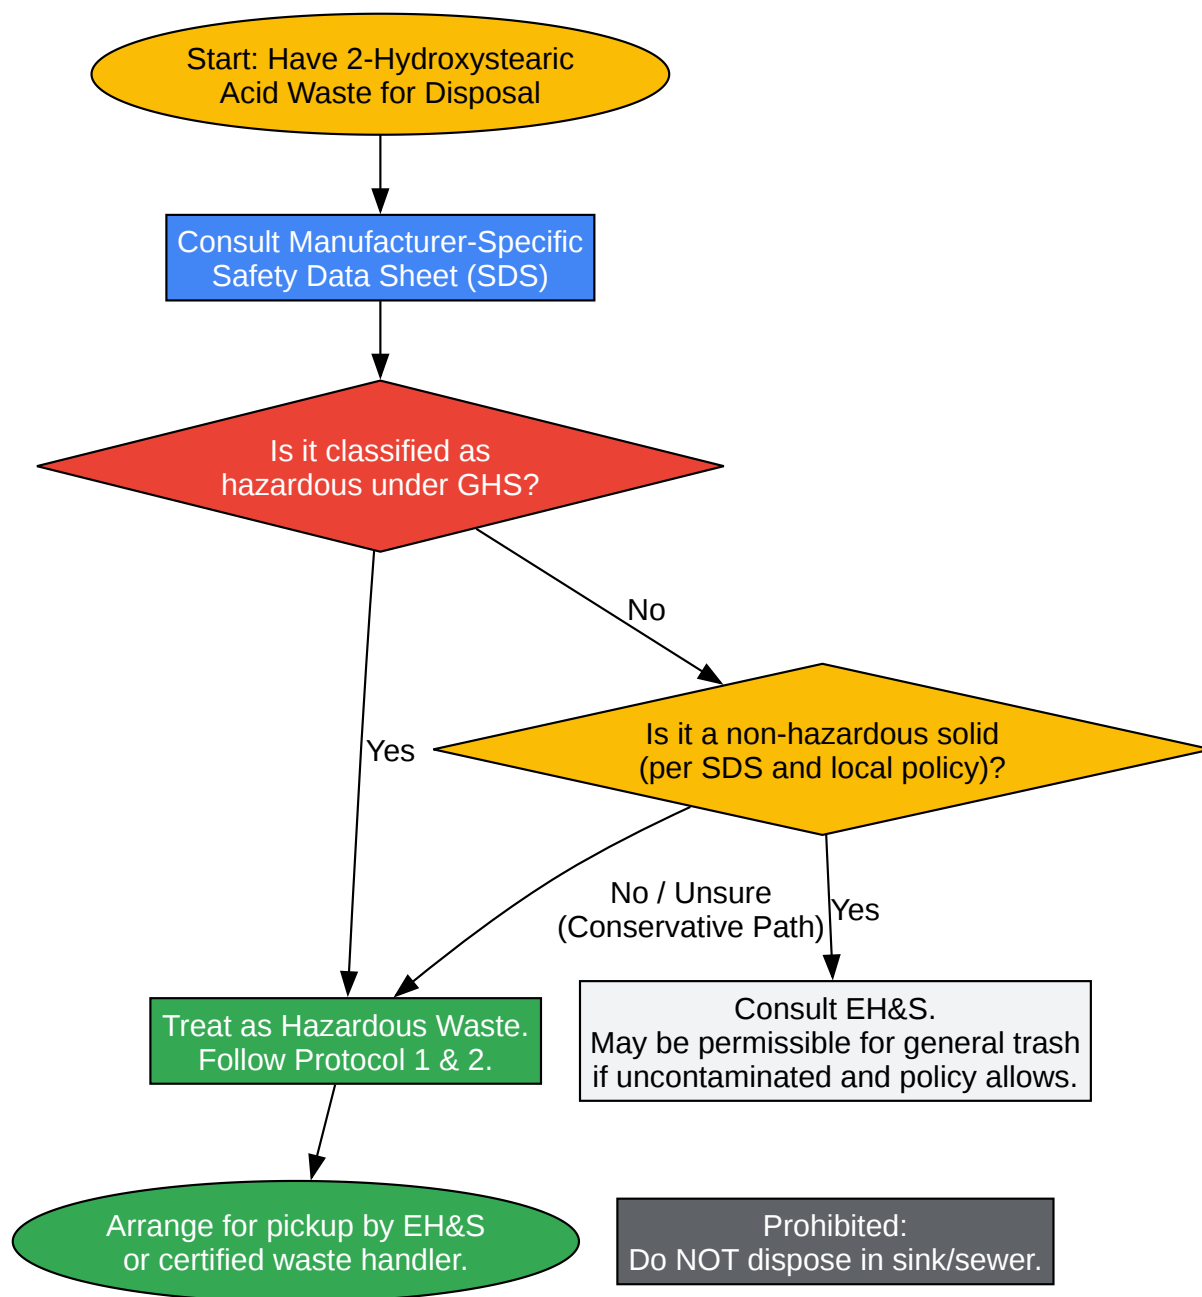 Start: Have 2-Hydroxystearic
Acid Waste for Disposal
Consult Manufacturer-Specific
Safety Data Sheet (SDS)
Is it classified as
hazardous under GHS?
No
Yes
Is it a non-hazardous solid
(per SDS and local policy)?
No / Unsure
(Conservative Path)
Yes
Treat as Hazardous Waste.
Follow Protocol 1 & 2.
Consult EH&S.
May be permissible for general trash
if uncontaminated and policy allows.
Arrange for pickup by EH&S
or certified waste handler.
Prohibited:
Do NOT dispose in sink/sewer.